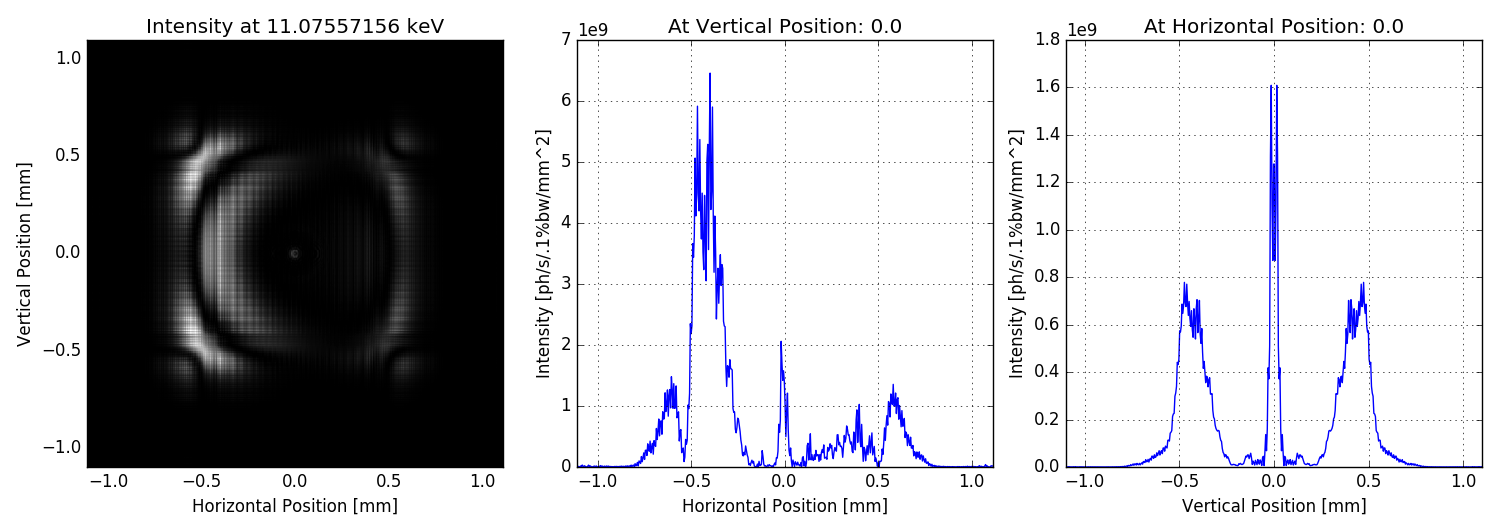 Intensity at 11.07557156 keV
Vertical Position [mm]
1.0
0.5
0.0
−0.5
−1.0
−1.0 −0.5 0.0 0.5 1.0
Horizontal Position [mm]
At Vertical Position: 0.0
1e9
Intensity [ph/s/.1%bw/mm^2]
7
6
5
4
3
2
1
0
−1.0 −0.5 0.0 0.5 1.0
Horizontal Position [mm]
At Horizontal Position: 0.0
1e9
Intensity [ph/s/.1%bw/mm^2]
1.8
1.6
1.4
1.2
1.0
0.8
0.6
0.4
0.2
0.0
−1.0 −0.5 0.0 0.5 1.0
Vertical Position [mm]